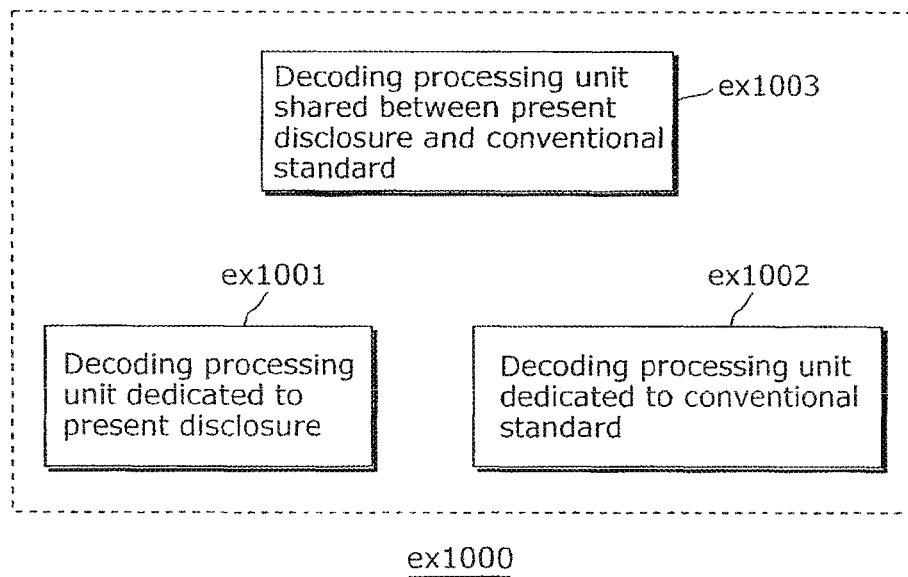 Decoding processing unit
shared between present
disclosure and conventional
standard
ex1003
ex1001
ex1002
Decoding processing
unit dedicated to
present disclosure
Decoding processing unit
dedicated to conventional
standard
ex1000